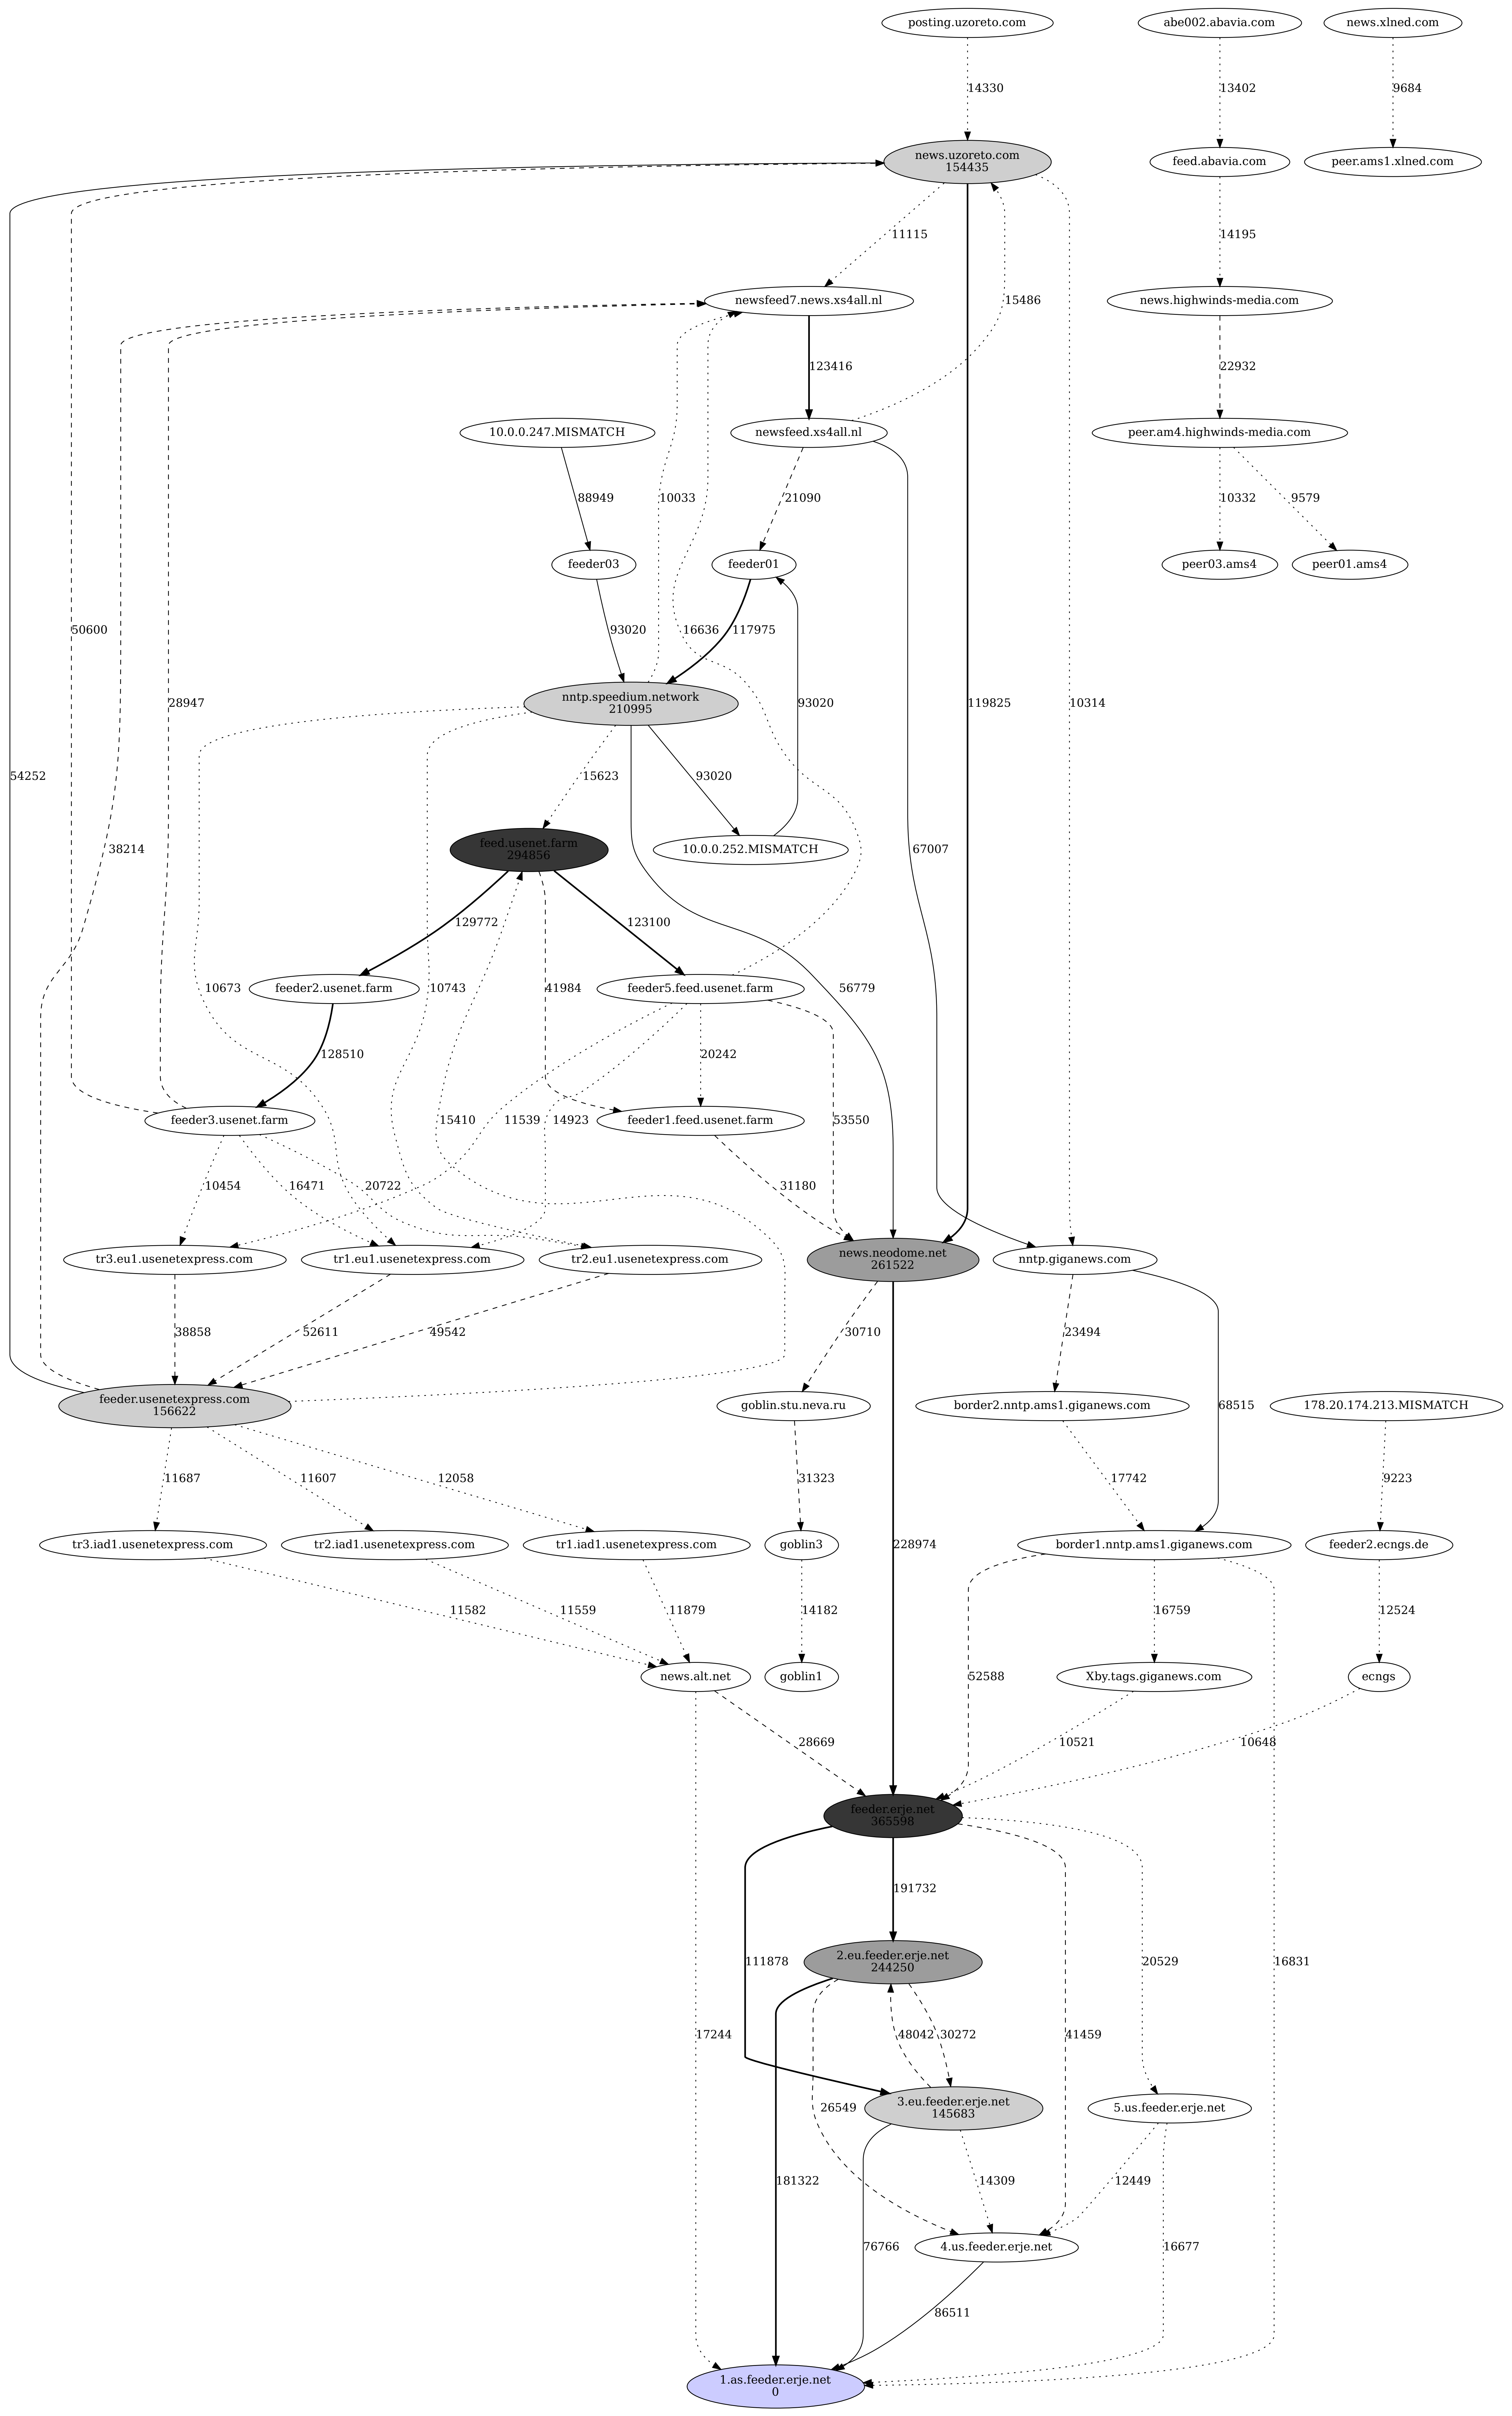 posting.uzoreto.com
abe002.abavia.com
news.xlned.com
14330
13402
9684
news.uzoreto.com
154435
feed.abavia.com
peer.ams1.xlned.com
11115
14195
newsfeed7.news.xs4all.nl
15486
news.highwinds-media.com
123416
22932
10.0.0.247.MISMATCH
newsfeed.xs4all.nl
peer.am4.highwinds-media.com
88949
10033
21090
10332
9579
feeder03
feeder01
peer03.ams4
peer01.ams4
50600
93020
16636
117975
28947
nntp.speedium.network
210995
93020
119825
10314
54252
15623
93020
38214
feed.usenet.farm
294856
10.0.0.252.MISMATCH
67007
129772
123100
10673
feeder2.usenet.farm
10743
41984
feeder5.feed.usenet.farm
56779
128510
20242
feeder3.usenet.farm
15410
11539
14923
feeder1.feed.usenet.farm
53550
10454
16471
20722
31180
tr3.eu1.usenetexpress.com
tr1.eu1.usenetexpress.com
tr2.eu1.usenetexpress.com
news.neodome.net
261522
nntp.giganews.com
38858
52611
49542
30710
23494
feeder.usenetexpress.com
156622
goblin.stu.neva.ru
border2.nntp.ams1.giganews.com
68515
178.20.174.213.MISMATCH
11687
11607
12058
31323
17742
9223
tr3.iad1.usenetexpress.com
tr2.iad1.usenetexpress.com
tr1.iad1.usenetexpress.com
goblin3
228974
border1.nntp.ams1.giganews.com
feeder2.ecngs.de
11582
11559
11879
14182
16759
12524
news.alt.net
goblin1
52588
Xby.tags.giganews.com
ecngs
28669
10521
10648
feeder.erje.net
365598
191732
111878
2.eu.feeder.erje.net
244250
20529
16831
17244
48042
30272
41459
26549
3.eu.feeder.erje.net
145683
5.us.feeder.erje.net
181322
14309
12449
76766
4.us.feeder.erje.net
16677
86511
1.as.feeder.erje.net
0